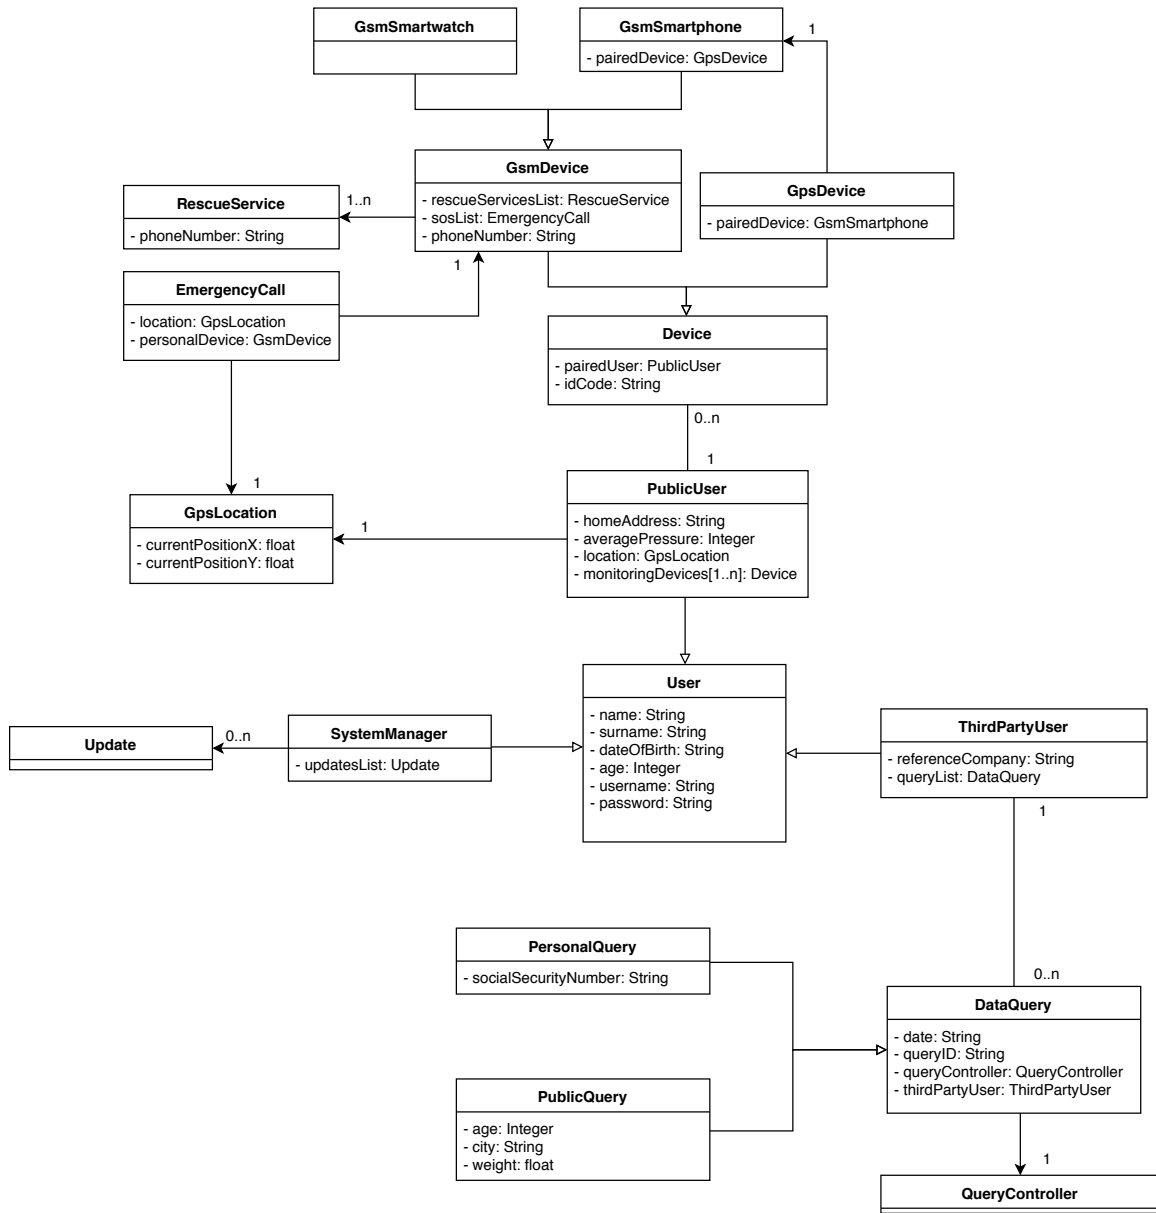 GsmSmartwatch
GsmSmartphone
- pairedDevice: GpsDevice
1
GsmDevice
- rescueServicesList: RescueService
- sosList: EmergencyCall
- phoneNumber: String
GpsDevice
- pairedDevice: GsmSmartphone
RescueService
- phoneNumber: String
1..n
1
EmergencyCall
- location: GpsLocation
- personalDevice: GsmDevice
Device
- pairedUser: PublicUser
- idCode: String
0..n
1
PublicUser
- homeAddress: String
- averagePressure: Integer
- location: GpsLocation
- monitoringDevices[1..n]: Device
1
GpsLocation
- currentPositionX: float
- currentPositionY: float
1
User
- name: String
- surname: String
- dateOfBirth: String
- age: Integer
- username: String
- password: String
Update
0..n
SystemManager
- updatesList: Update
ThirdPartyUser
- referenceCompany: String
- queryList: DataQuery
1
PersonalQuery
- socialSecurityNumber: String
0..n
DataQuery
- date: String
- queryID: String
- queryController: QueryController
- thirdPartyUser: ThirdPartyUser
PublicQuery
- age: Integer
- city: String
- weight: float
1
QueryController